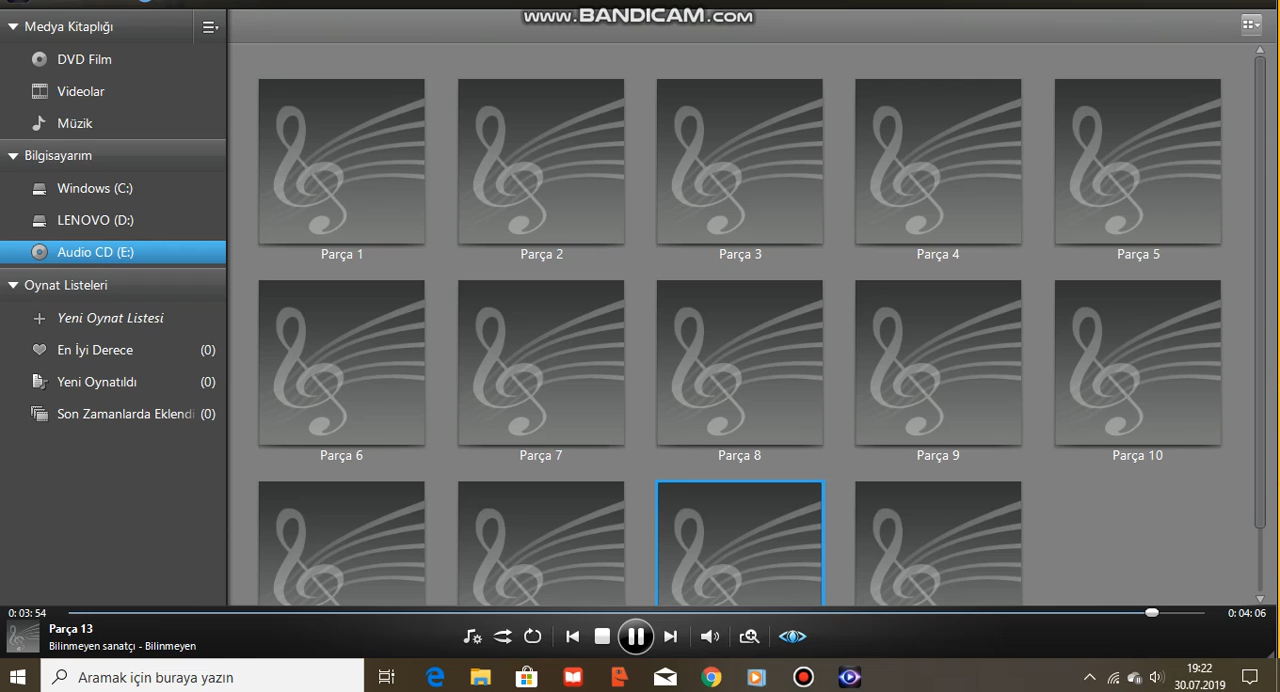 www.BANDICAM.com
Medya Kitaplığı
DVD Film
Videolar
Müzik
Bilgisayarım
Windows (C:)
LENOVO (D:)
Audio CD (E:)
Oynat Listeleri
Yeni Oynat Listesi
En İyi Derece (0)
Yeni Oynatıldı (0)
Son Zamanlarda Eklendi (0)
Parça 1 Parça 2 Parça 3 Parça 4 Parça 5
Parça 6 Parça 7 Parça 8 Parça 9 Parça 10
0:03:54 0:04:06
Parça 13
Bilinmeyen sanatçı - Bilinmeyen
Aramak için buraya yazın
19:22
30.07.2019